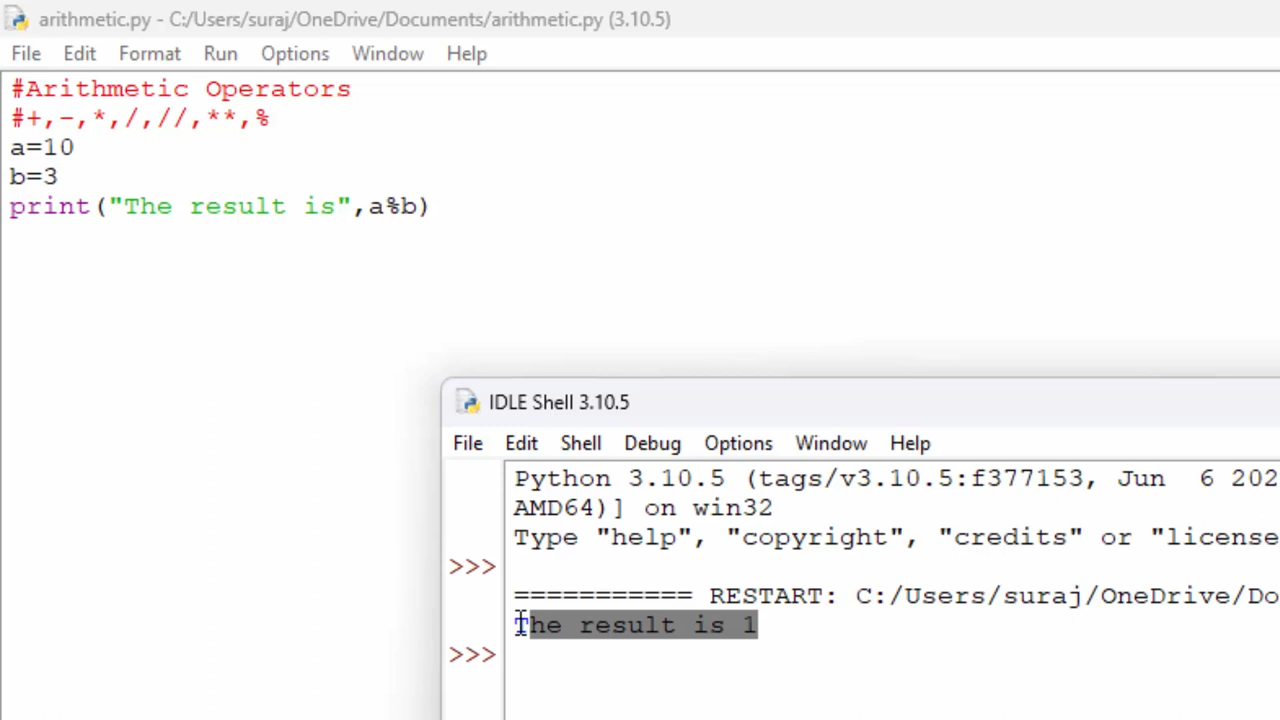 arithmetic.py - C:/Users/suraj/OneDrive/Documents/arithmetic.py (3.10.5)
File Edit Format Run Options Window Help
#Arithmetic Operators
#+,-,*,/,//,**,%
a=10
b=3
print("The result is",a%b)
IDLE Shell 3.10.5
File Edit Shell Debug Options Window Help
Python 3.10.5 (tags/v3.10.5:f377153, Jun  6 202
AMD64)] on win32
Type "help", "copyright", "credits" or "license
>>>
=========== RESTART: C:/Users/suraj/OneDrive/Do
The result is 1
>>>